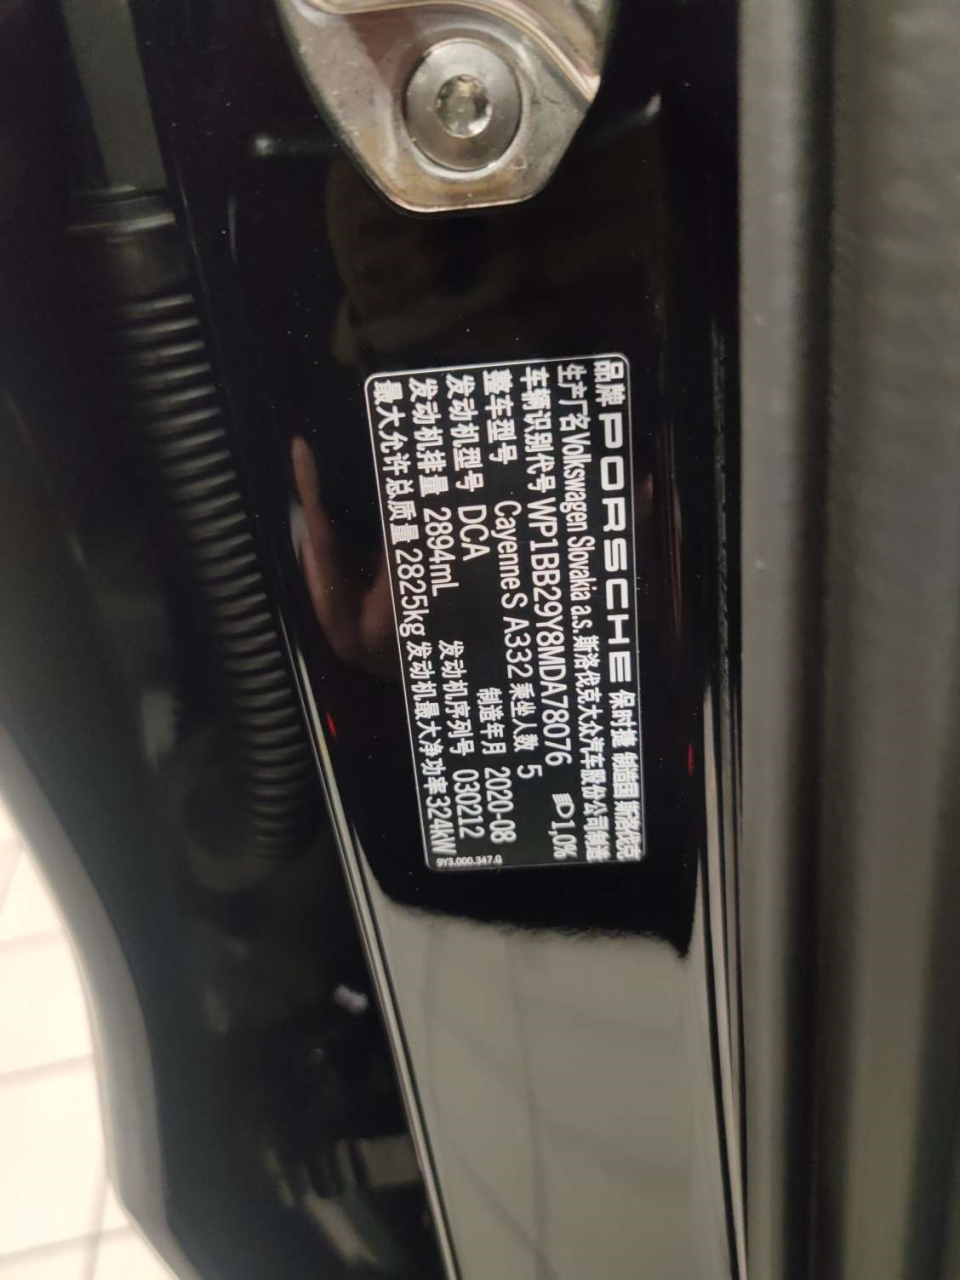 品牌 PORSCHE 保时捷 制造国 斯洛伐克
生产厂名 Volkswagen Slovakia a.s. 斯洛伐克大众汽车股份公司制造
车辆识别代号 WP1BB29Y8MDA78076 1,0%
整车型号 Cayenne S A332 乘坐人数 5
发动机型号 DCA 制造年月 2020-08
发动机排量 2894mL 发动机序列号 030212
最大允许总质量 2825kg 发动机最大净功率 324kW
9Y3.000.347.G